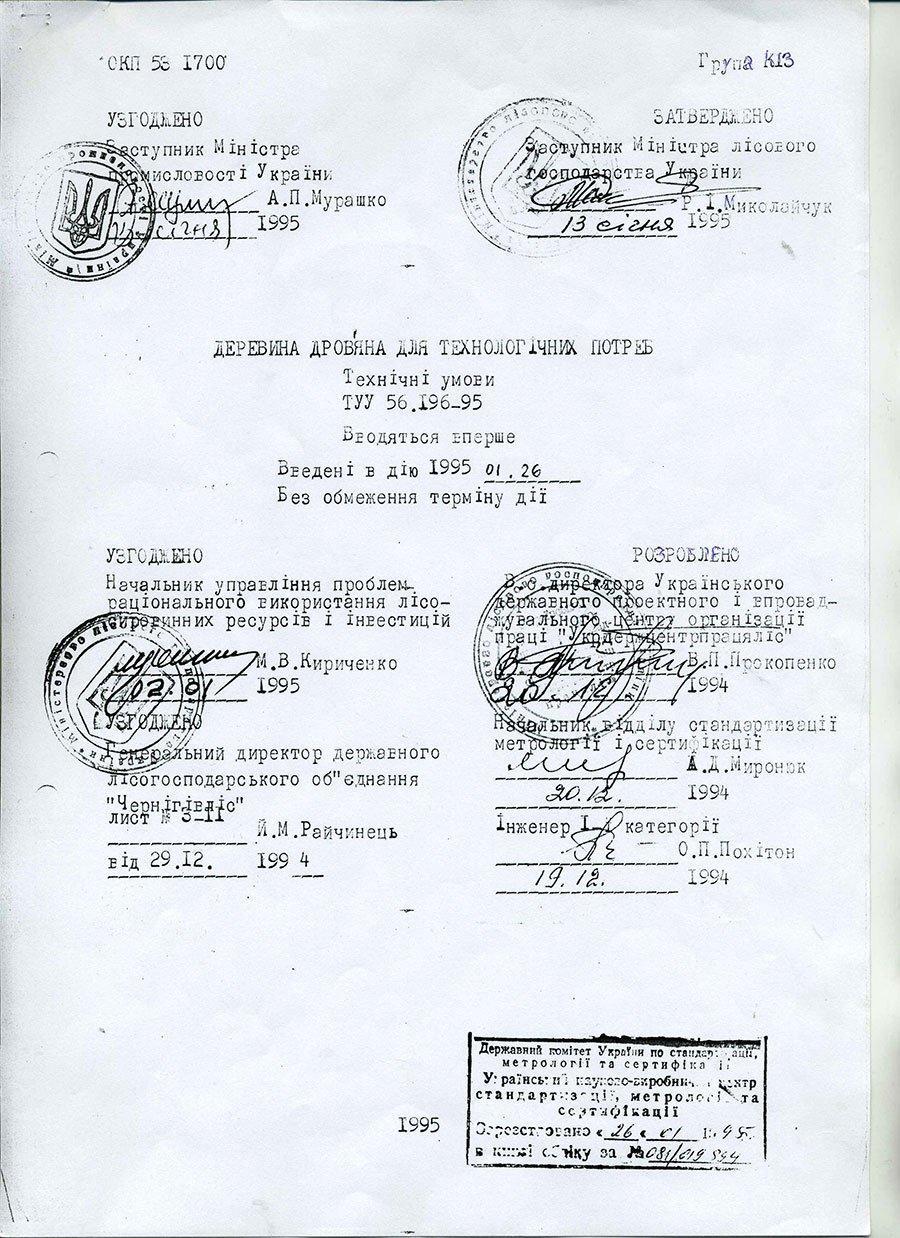 ОКП 53 1700
Група К13
УЗГОДЖЕНО
Заступник Міністра
промисловості України
А.П.Мурашко
січня 1995
ЗАТВЕРДЖЕНО
Заступник Міністра лісового
господарства України
Р.І.Миколайчук
13 січня 1995
ДЕРЕВИНА ДРОВ'ЯНА ДЛЯ ТЕХНОЛОГІЧНИХ ПОТРЕБ
Технічні умови
ТУУ 56.196-95
Вводяться вперше
Введені в дію 1995 01.26
Без обмеження терміну дії
УЗГОДЖЕНО
Начальник управління проблем
раціонального використання лісо-
сировинних ресурсів і інвестицій
М.В.Кириченко
02.01 1995
УЗГОДЖЕНО
Генеральний директор державного
лісогосподарського об"єднання
"Чернігівліс"
лист № 3-11
Й.М.Райчинець
від 29.12. 1994
РОЗРОБЛЕНО
В.о.директора Українського
державного проектного і впровад-
жувального центру організації
праці "Укрдержцентрпрацяліс"
В.П.Прокопенко
20.12 1994
Начальник відділу стандартизації
метрології і сертифікації
А.Д.Миронюк
20.12. 1994
Інженер І-ї категорії
О.П.Похітон
19.12. 1994
1995
Державний комітет України по стандартизації,
метрології та сертифікації
Український науково-виробничий центр
стандартизації, метрології та
сертифікації
Зареєстровано "26" 01 1995
в книзі обліку за №